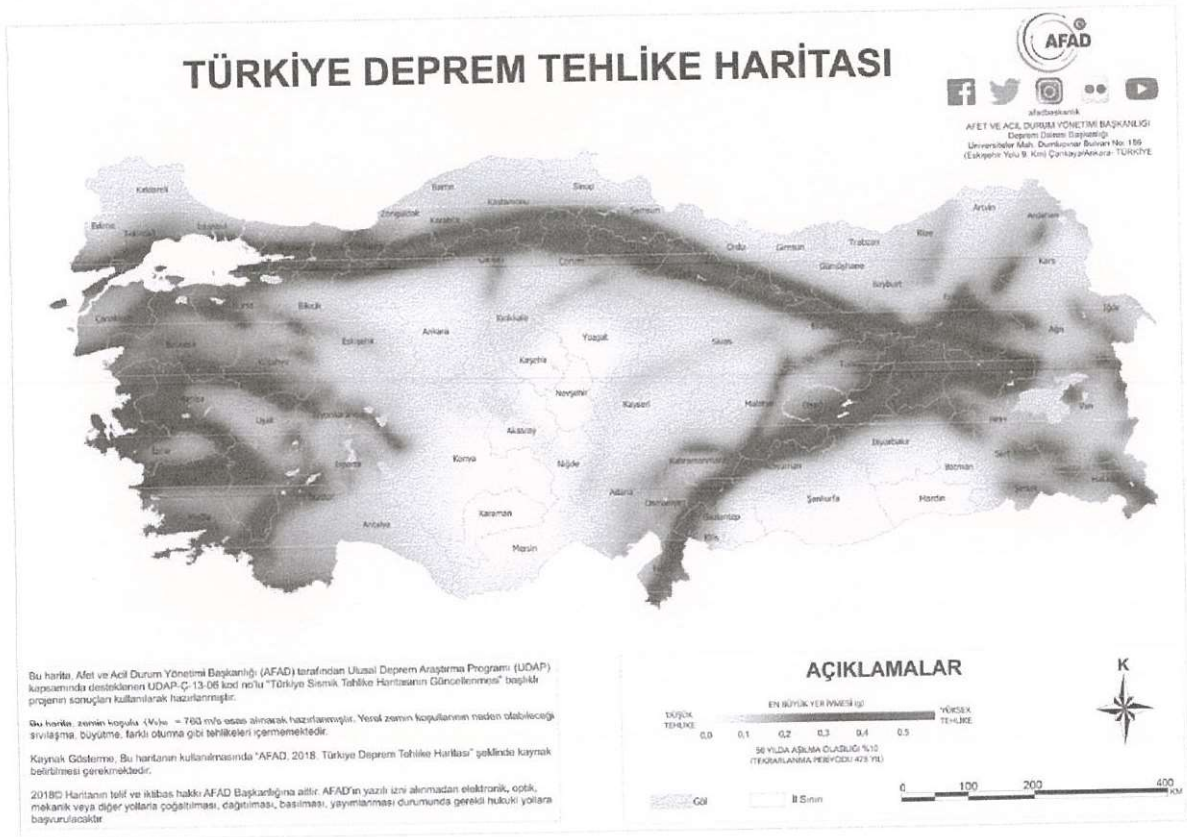 TÜRKİYE DEPREM TEHLİKE HARİTASI
AFAD
afadbaskanlik
AFET VE ACİL DURUM YÖNETİMİ BAŞKANLIĞI
Deprem Dairesi Başkanlığı
Üniversiteler Mah. Dumlupınar Bulvarı No: 159
(Eskişehir Yolu 9. Km) Çankaya/Ankara- TÜRKİYE
Kırklareli
Edirne
Tekirdağ
İstanbul
Zonguldak
Bartın
Karabük
Kastamonu
Sinop
Samsun
Ordu
Giresun
Trabzon
Rize
Artvin
Ardahan
Kars
Gümüşhane
Bayburt
Iğdır
Ağrı
Çorum
Bursa
Bilecik
Eskişehir
Ankara
Kırıkkale
Yozgat
Sivas
Kırşehir
Nevşehir
Kayseri
Malatya
Uşak
Aksaray
Konya
Niğde
Isparta
Burdur
Antalya
Karaman
Mersin
Adana
Osmaniye
Kahramanmaraş
Gaziantep
Kilis
Adıyaman
Şanlıurfa
Diyarbakır
Batman
Mardin
Siirt
Van
Bu harita, Afet ve Acil Durum Yönetimi Başkanlığı (AFAD) tarafından Ulusal Deprem Araştırma Programı (UDAP)
kapsamında desteklenen UDAP-Ç-13-06 kod no'lu "Türkiye Sismik Tehlike Haritasının Güncellenmesi" başlıklı
projenin sonuçları kullanılarak hazırlanmıştır.
Bu harita, zemin koşulu (Vs)₃₀ = 760 m/s esas alınarak hazırlanmıştır. Yerel zemin koşullarının neden olabileceği
sıvılaşma, büyütme, farklı oturma gibi tehlikeleri içermemektedir.
Kaynak Gösterme, Bu haritanın kullanılmasında "AFAD, 2018, Türkiye Deprem Tehlike Haritası" şeklinde kaynak
belirtilmesi gerekmektedir.
2018© Haritanın telif ve iktibas hakkı AFAD Başkanlığına aittir. AFAD'ın yazılı izni alınmadan elektronik, optik,
mekanik veya diğer yollarla çoğaltılması, dağıtılması, basılması, yayımlanması durumunda gerekli hukuki yollara
başvurulacaktır.
AÇIKLAMALAR
EN BÜYÜK YER İVMESİ (g)
DÜŞÜK TEHLİKE
YÜKSEK TEHLİKE
0,0 0,1 0,2 0,3 0,4 0.5
50 YILDA AŞILMA OLASILIĞI %10
(TEKRARLANMA PERİYODU 475 YIL)
Göl
İl Sınırı
K
0 100 200 400
KM